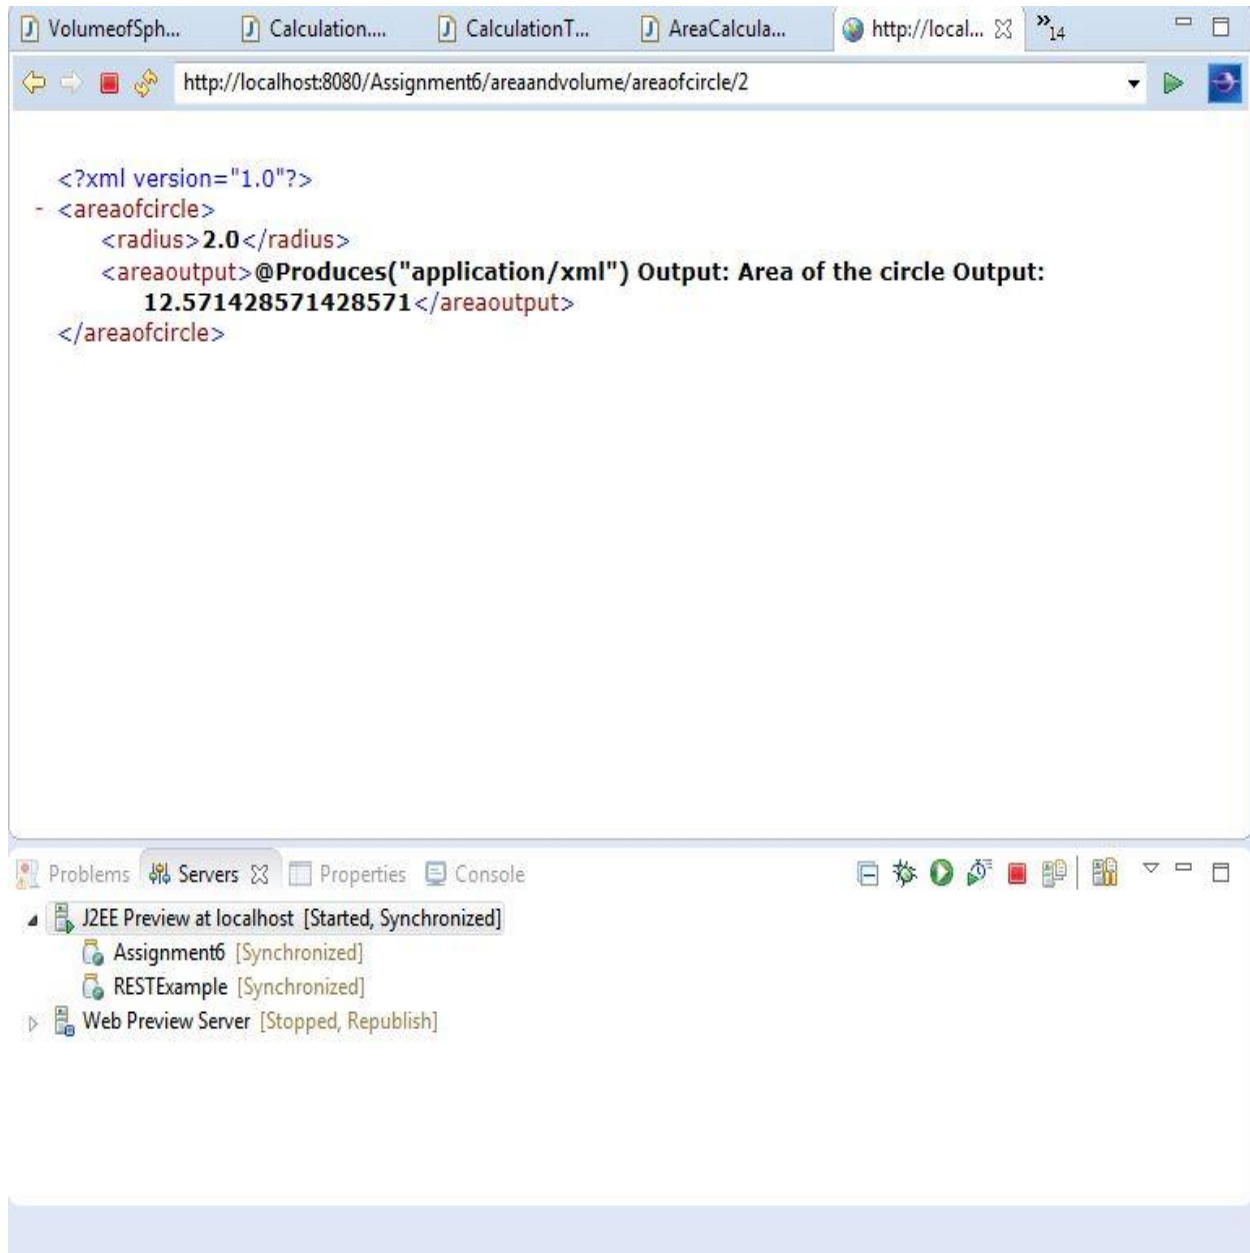 VolumeofSph... Calculation.... CalculationT... AreaCalcula... http://local... »14
http://localhost:8080/Assignment6/areaandvolume/areaofcircle/2
<?xml version="1.0"?>
- <areaofcircle>
<radius>2.0</radius>
<areaoutput>@Produces("application/xml") Output: Area of the circle Output:
12.571428571428571</areaoutput>
</areaofcircle>
Problems Servers Properties Console
J2EE Preview at localhost [Started, Synchronized]
Assignment6 [Synchronized]
RESTExample [Synchronized]
Web Preview Server [Stopped, Republish]